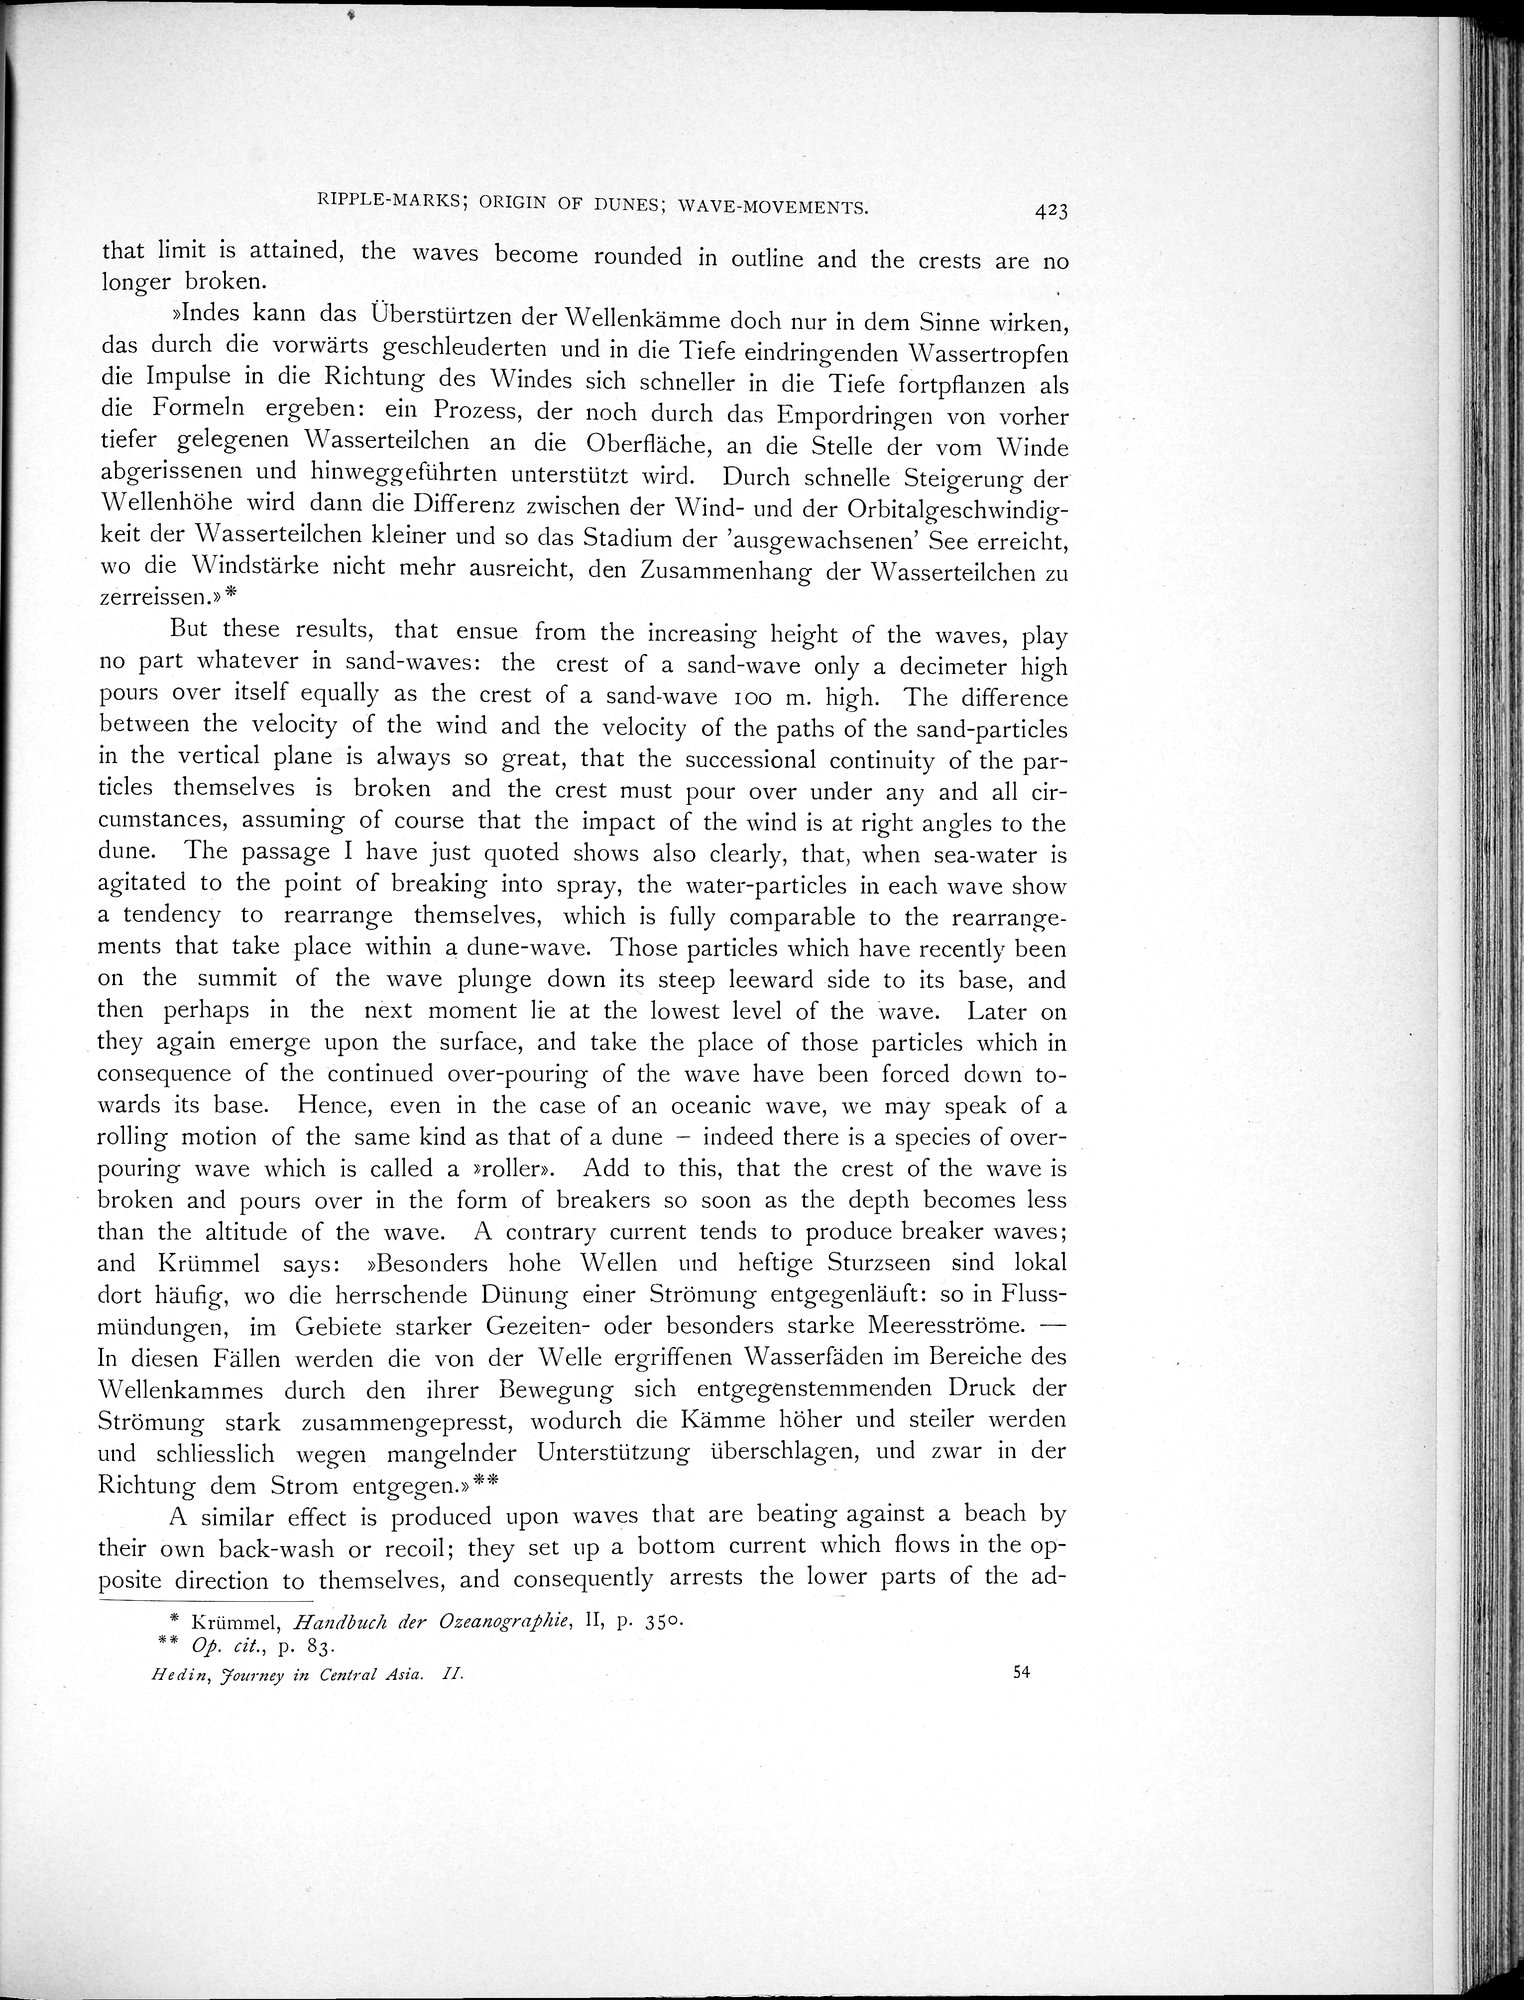 RIPPLE-MARKS; ORIGIN OF DUNES; WAVE-MOVEMENTS. 423
that limit is attained, the waves become rounded in outline and the crests are no
longer broken.
»Indes kann das Überstürtzen der Wellenkämme doch nur in dem Sinne wirken,
das durch die vorwärts geschleuderten und in die Tiefe eindringenden Wassertropfen
die Impulse in die Richtung des Windes sich schneller in die Tiefe fortpflanzen als
die Formeln ergeben: ein Prozess, der noch durch das Empordringen von vorher
tiefer gelegenen Wasserteilchen an die Oberfläche, an die Stelle der vom Winde
abgerissenen und hinweggeführten unterstützt wird. Durch schnelle Steigerung der
Wellenhöhe wird dann die Differenz zwischen der Wind- und der Orbitalgeschwindig-
keit der Wasserteilchen kleiner und so das Stadium der 'ausgewachsenen' See erreicht,
wo die Windstärke nicht mehr ausreicht, den Zusammenhang der Wasserteilchen zu
zerreissen.»*
But these results, that ensue from the increasing height of the waves, play
no part whatever in sand-waves: the crest of a sand-wave only a decimeter high
pours over itself equally as the crest of a sand-wave 100 m. high. The difference
between the velocity of the wind and the velocity of the paths of the sand-particles
in the vertical plane is always so great, that the successional continuity of the par-
ticles themselves is broken and the crest must pour over under any and all cir-
cumstances, assuming of course that the impact of the wind is at right angles to the
dune. The passage I have just quoted shows also clearly, that, when sea-water is
agitated to the point of breaking into spray, the water-particles in each wave show
a tendency to rearrange themselves, which is fully comparable to the rearrange-
ments that take place within a dune-wave. Those particles which have recently been
on the summit of the wave plunge down its steep leeward side to its base, and
then perhaps in the next moment lie at the lowest level of the wave. Later on
they again emerge upon the surface, and take the place of those particles which in
consequence of the continued over-pouring of the wave have been forced down to-
wards its base. Hence, even in the case of an oceanic wave, we may speak of a
rolling motion of the same kind as that of a dune – indeed there is a species of over-
pouring wave which is called a »roller». Add to this, that the crest of the wave is
broken and pours over in the form of breakers so soon as the depth becomes less
than the altitude of the wave. A contrary current tends to produce breaker waves;
and Krümmel says: »Besonders hohe Wellen und heftige Sturzseen sind lokal
dort häufig, wo die herrschende Dünung einer Strömung entgegenläuft: so in Fluss-
mündungen, im Gebiete starker Gezeiten- oder besonders starke Meeresströme. —
In diesen Fällen werden die von der Welle ergriffenen Wasserfäden im Bereiche des
Wellenkammes durch den ihrer Bewegung sich entgegenstemmenden Druck der
Strömung stark zusammengepresst, wodurch die Kämme höher und steiler werden
und schliesslich wegen mangelnder Unterstützung überschlagen, und zwar in der
Richtung dem Strom entgegen.»**
A similar effect is produced upon waves that are beating against a beach by
their own back-wash or recoil; they set up a bottom current which flows in the op-
posite direction to themselves, and consequently arrests the lower parts of the ad-
* Krümmel, Handbuch der Ozeanographie, II, p. 350.
** Op. cit., p. 83.
Hedin, Journey in Central Asia. II. 54